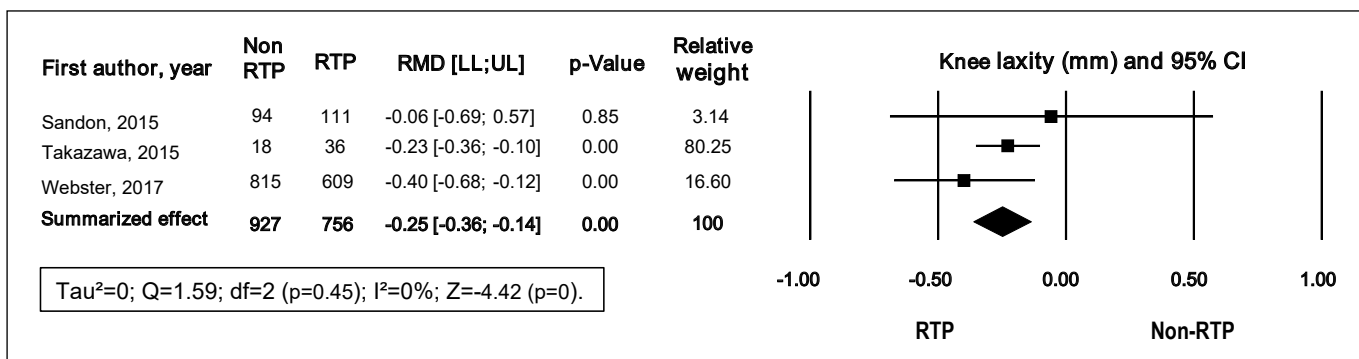 First author, year Non RTP RTP RMD [LL;UL] p-Value Relative weight Knee laxity (mm) and 95% CI
Sandon, 2015 94 111 -0.06 [-0.69; 0.57] 0.85 3.14
Takazawa, 2015 18 36 -0.23 [-0.36; -0.10] 0.00 80.25
Webster, 2017 815 609 -0.40 [-0.68; -0.12] 0.00 16.60
Summarized effect 927 756 -0.25 [-0.36; -0.14] 0.00 100
-1.00 -0.50 0.00 0.50 1.00
Tau²=0; Q=1.59; df=2 (p=0.45); I²=0%; Z=-4.42 (p=0).
RTP Non-RTP